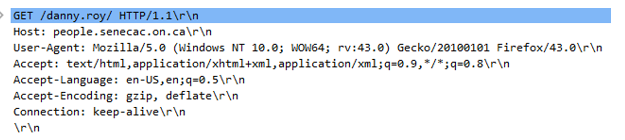 GET /danny.roy/ HTTP/1.1\r\n
Host: people.senecac.on.ca\r\n
User-Agent: Mozilla/5.0 (Windows NT 10.0; WOW64; rv:43.0) Gecko/20100101 Firefox/43.0\r\n
Accept: text/html,application/xhtml+xml,application/xml;q=0.9,*/*;q=0.8\r\n
Accept-Language: en-US,en;q=0.5\r\n
Accept-Encoding: gzip, deflate\r\n
Connection: keep-alive\r\n
\r\n